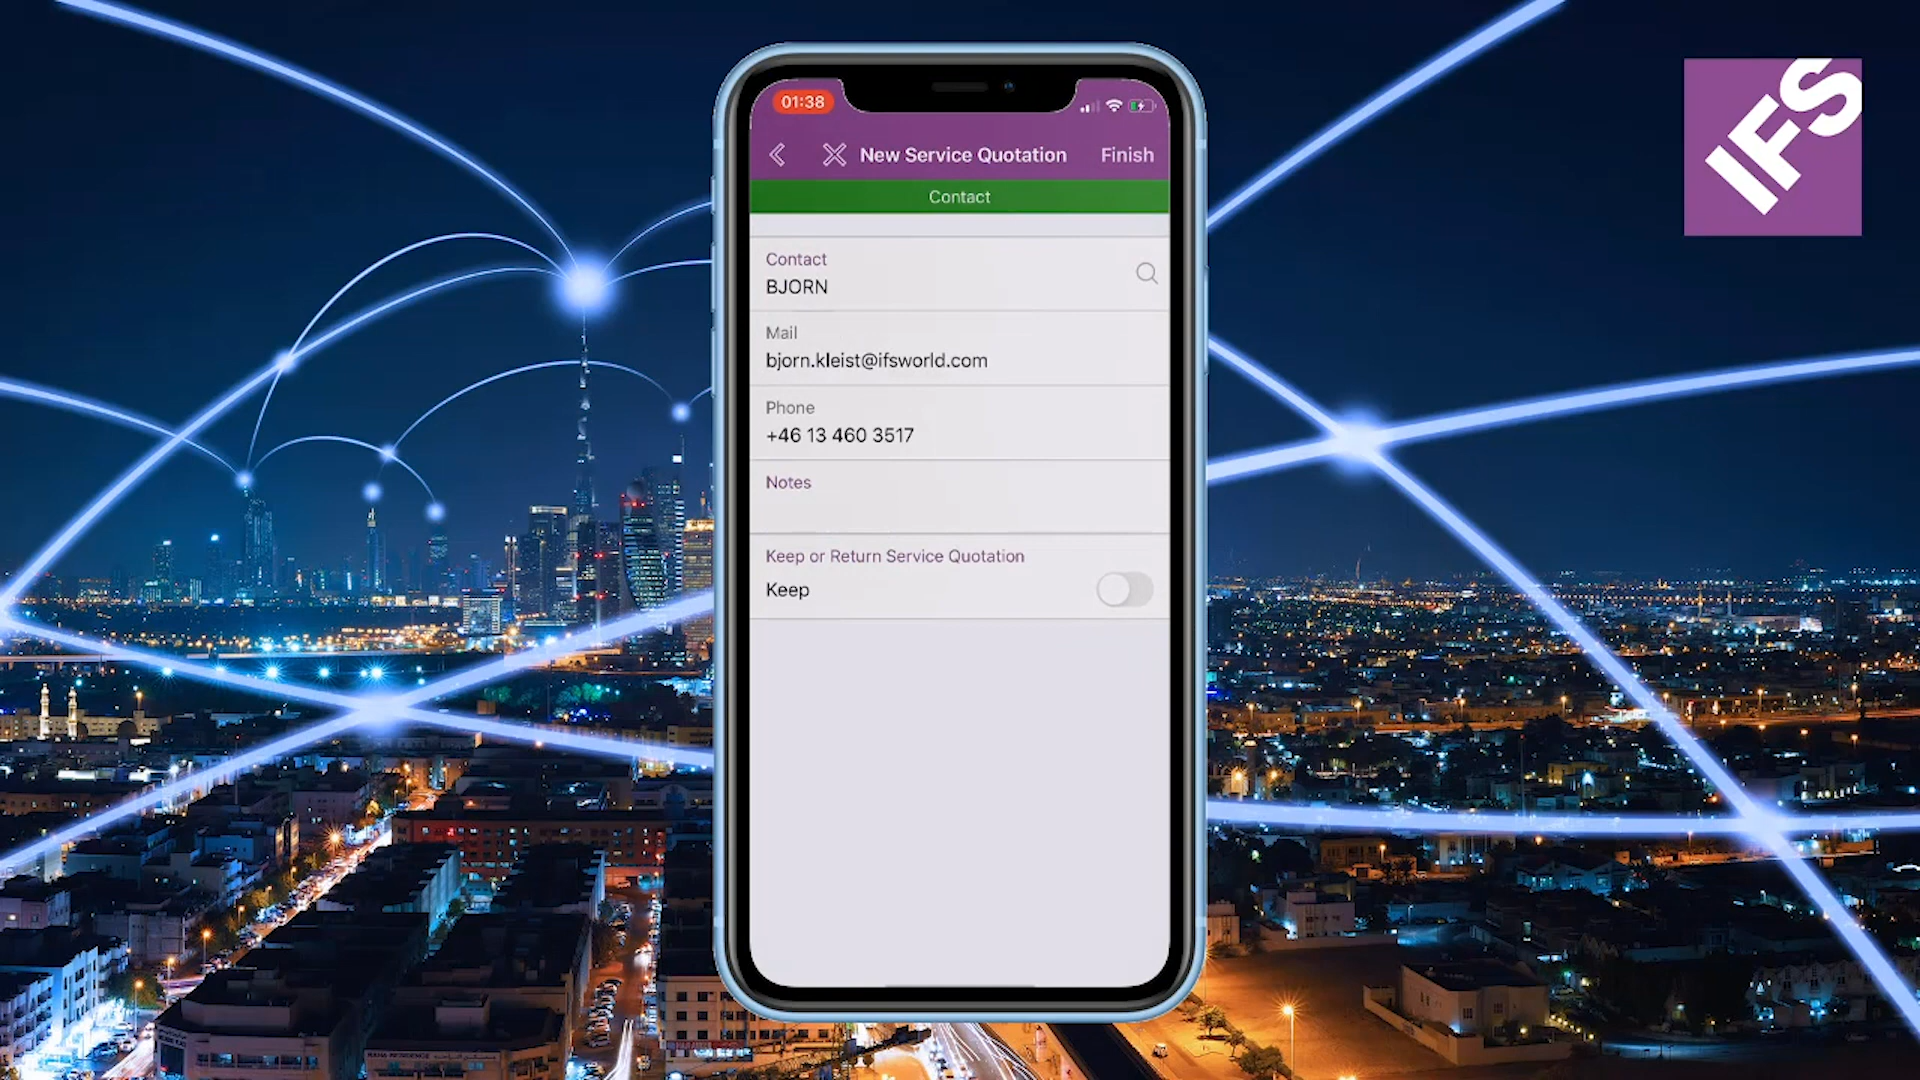 01:38
New Service Quotation
Finish
Contact
Contact
BJORN
Mail
bjorn.kleist@ifsworld.com
Phone
+46 13 460 3517
Notes
Keep or Return Service Quotation
Keep
IFS